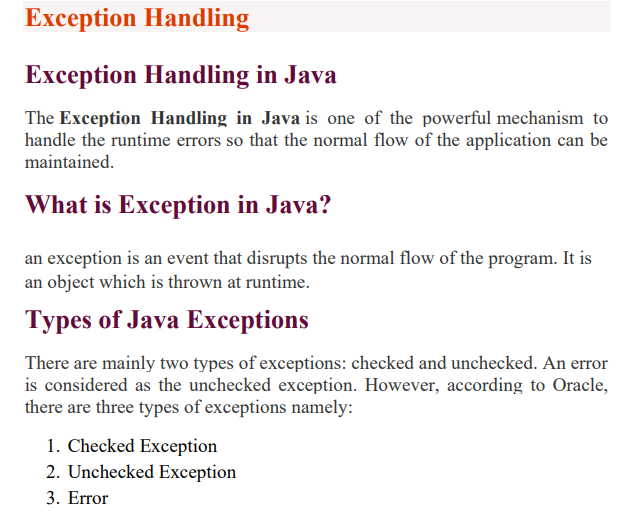 Exception Handling
Exception Handling in Java
The Exception Handling in Java is one of the powerful mechanism to
handle the runtime errors so that the normal flow of the application can be
maintained.
What is Exception in Java?
an exception is an event that disrupts the normal flow of the program. It is
an object which is thrown at runtime.
Types of Java Exceptions
There are mainly two types of exceptions: checked and unchecked. An error
is considered as the unchecked exception. However, according to Oracle,
there are three types of exceptions namely:
1. Checked Exception
2. Unchecked Exception
3. Error